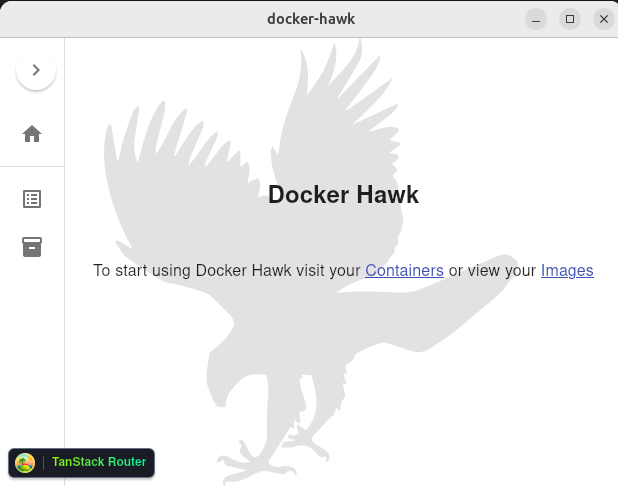 docker-hawk
Docker Hawk
To start using Docker Hawk visit your Containers or view your Images
TanStack Router